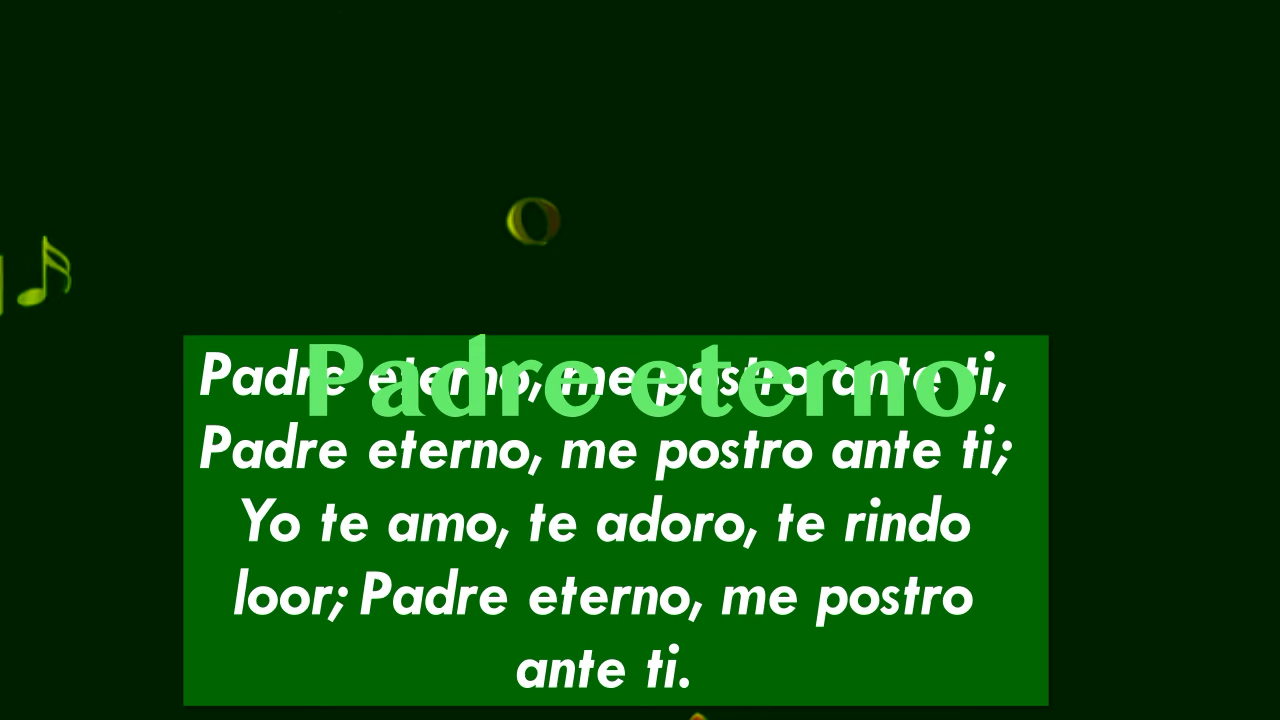 Padre eterno
Padre eterno, me postro ante ti,
Padre eterno, me postro ante ti;
Yo te amo, te adoro, te rindo
loor; Padre eterno, me postro
ante ti.